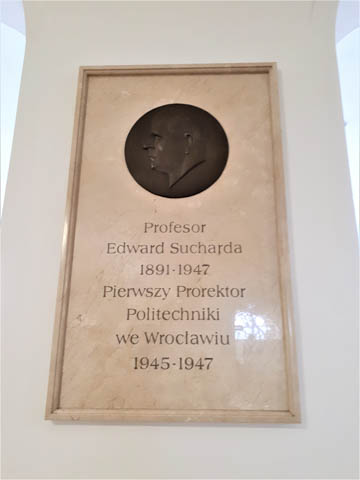 Profesor
Edward Sucharda
1891-1947
Pierwszy Prorektor
Politechniki
we Wrocławiu
1945-1947